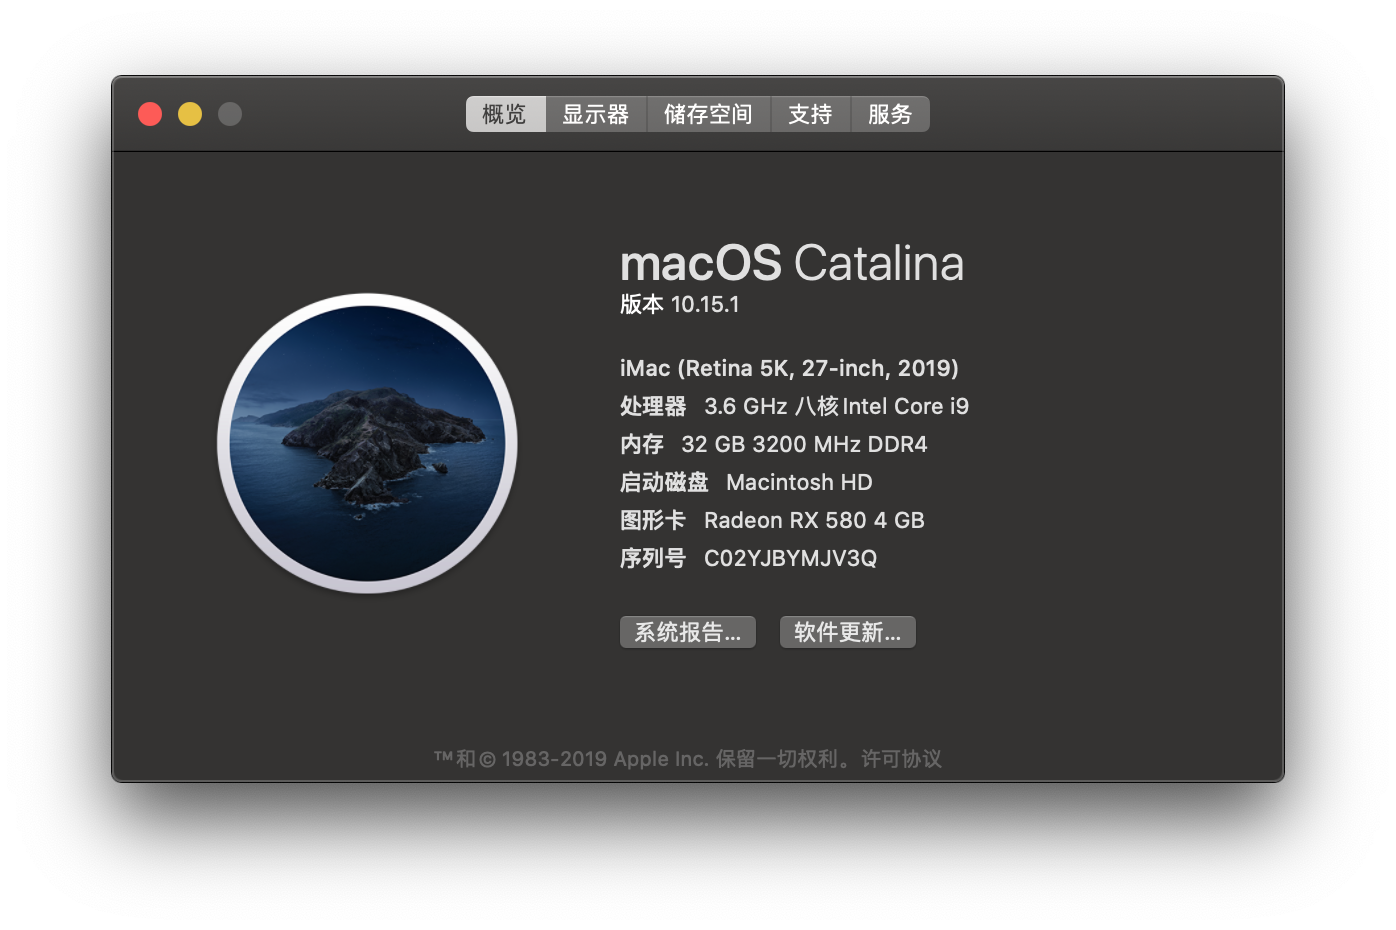 概览 显示器 储存空间 支持 服务
macOS Catalina
版本 10.15.1
iMac (Retina 5K, 27-inch, 2019)
处理器 3.6 GHz 八核Intel Core i9
内存 32 GB 3200 MHz DDR4
启动磁盘 Macintosh HD
图形卡 Radeon RX 580 4 GB
序列号 C02YJBYMJV3Q
系统报告... 软件更新...
™和© 1983-2019 Apple Inc. 保留一切权利。许可协议